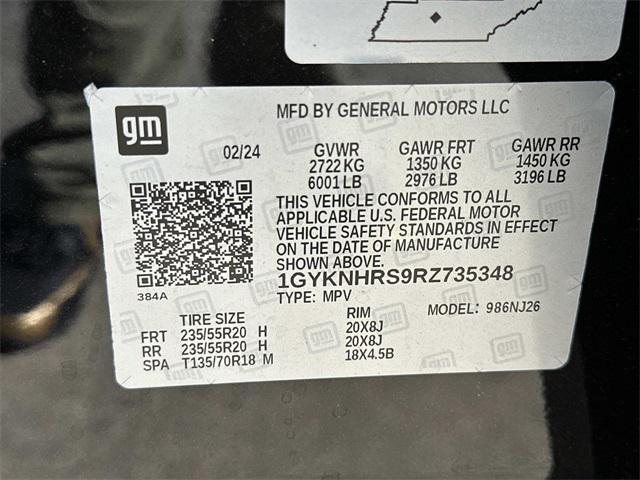 gm
MFD BY GENERAL MOTORS LLC
02/24 GVWR GAWR FRT GAWR RR
2722 KG 1350 KG 1450 KG
6001 LB 2976 LB 3196 LB
THIS VEHICLE CONFORMS TO ALL
APPLICABLE U.S. FEDERAL MOTOR
VEHICLE SAFETY STANDARDS IN EFFECT
ON THE DATE OF MANUFACTURE
SHOWN ABOVE.
384A
1GYKNHRS9RZ735348
TYPE: MPV MODEL: 986NJ26
TIRE SIZE RIM
FRT 235/55R20 H 20X8J
RR 235/55R20 H 20X8J
SPA T135/70R18 M 18X4.5B